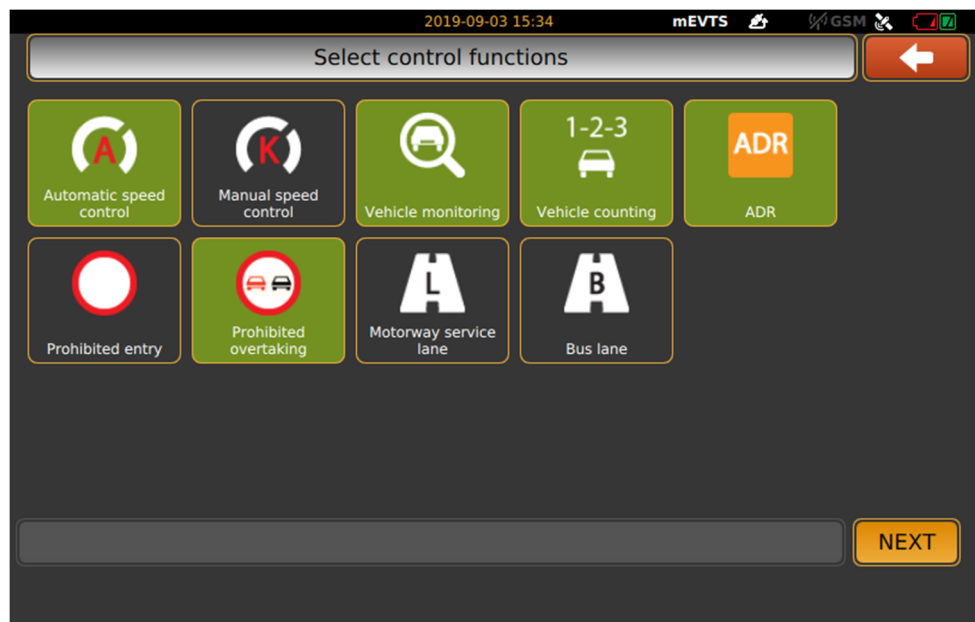 2019-09-03 15:34 mEVTS GSM
Select control functions
A K 1-2-3 ADR
Automatic speed
control
Manual speed
control
Vehicle monitoring
Vehicle counting
ADR
L B
Prohibited entry
Prohibited
overtaking
Motorway service
lane
Bus lane
NEXT